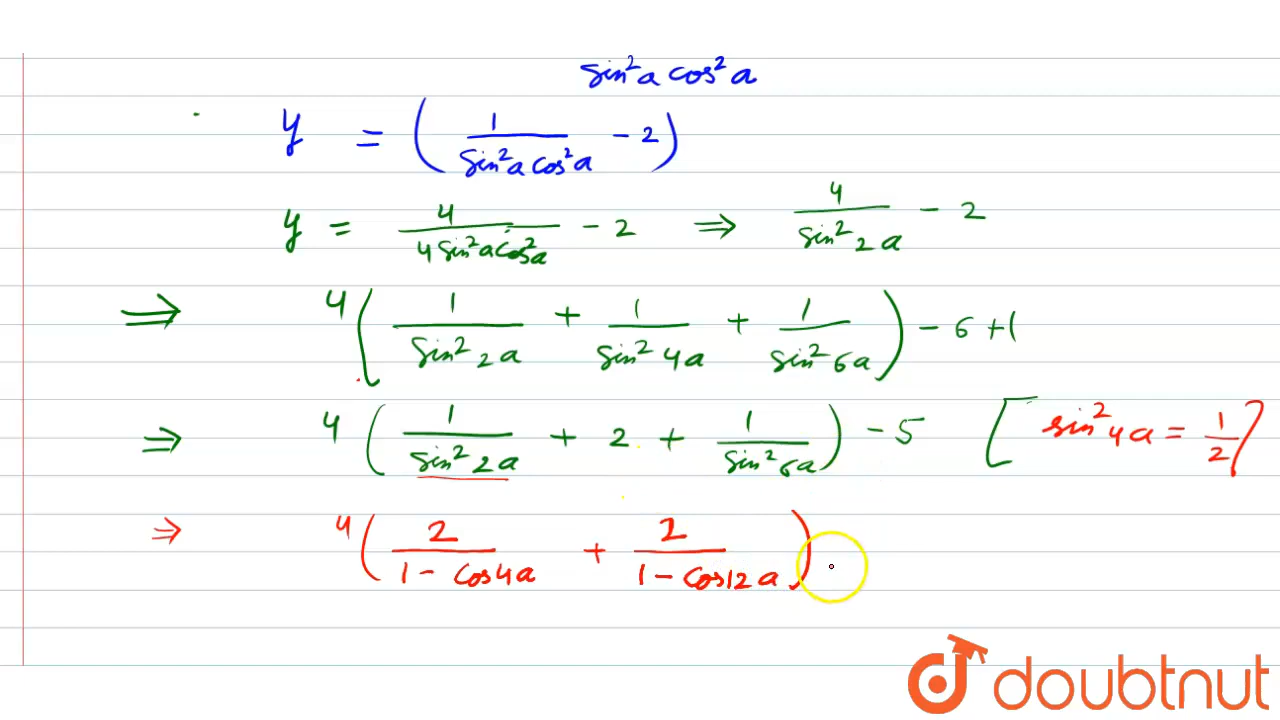 sin²a cos²a
y = (1/(sin²a cos²a) - 2)
y = 4/(4 sin²a cos²a) - 2 ⇒ 4/(sin² 2a) - 2
⇒ 4(1/(sin² 2a) + 1/(sin² 4a) + 1/(sin² 6a)) - 6 + 1
⇒ 4(1/(sin² 2a) + 2 + 1/(sin² 6a)) - 5 [sin² 4a = 1/2]
⇒ 4(2/(1 - cos4a) + 2/(1 - cos12a))
doubtnut